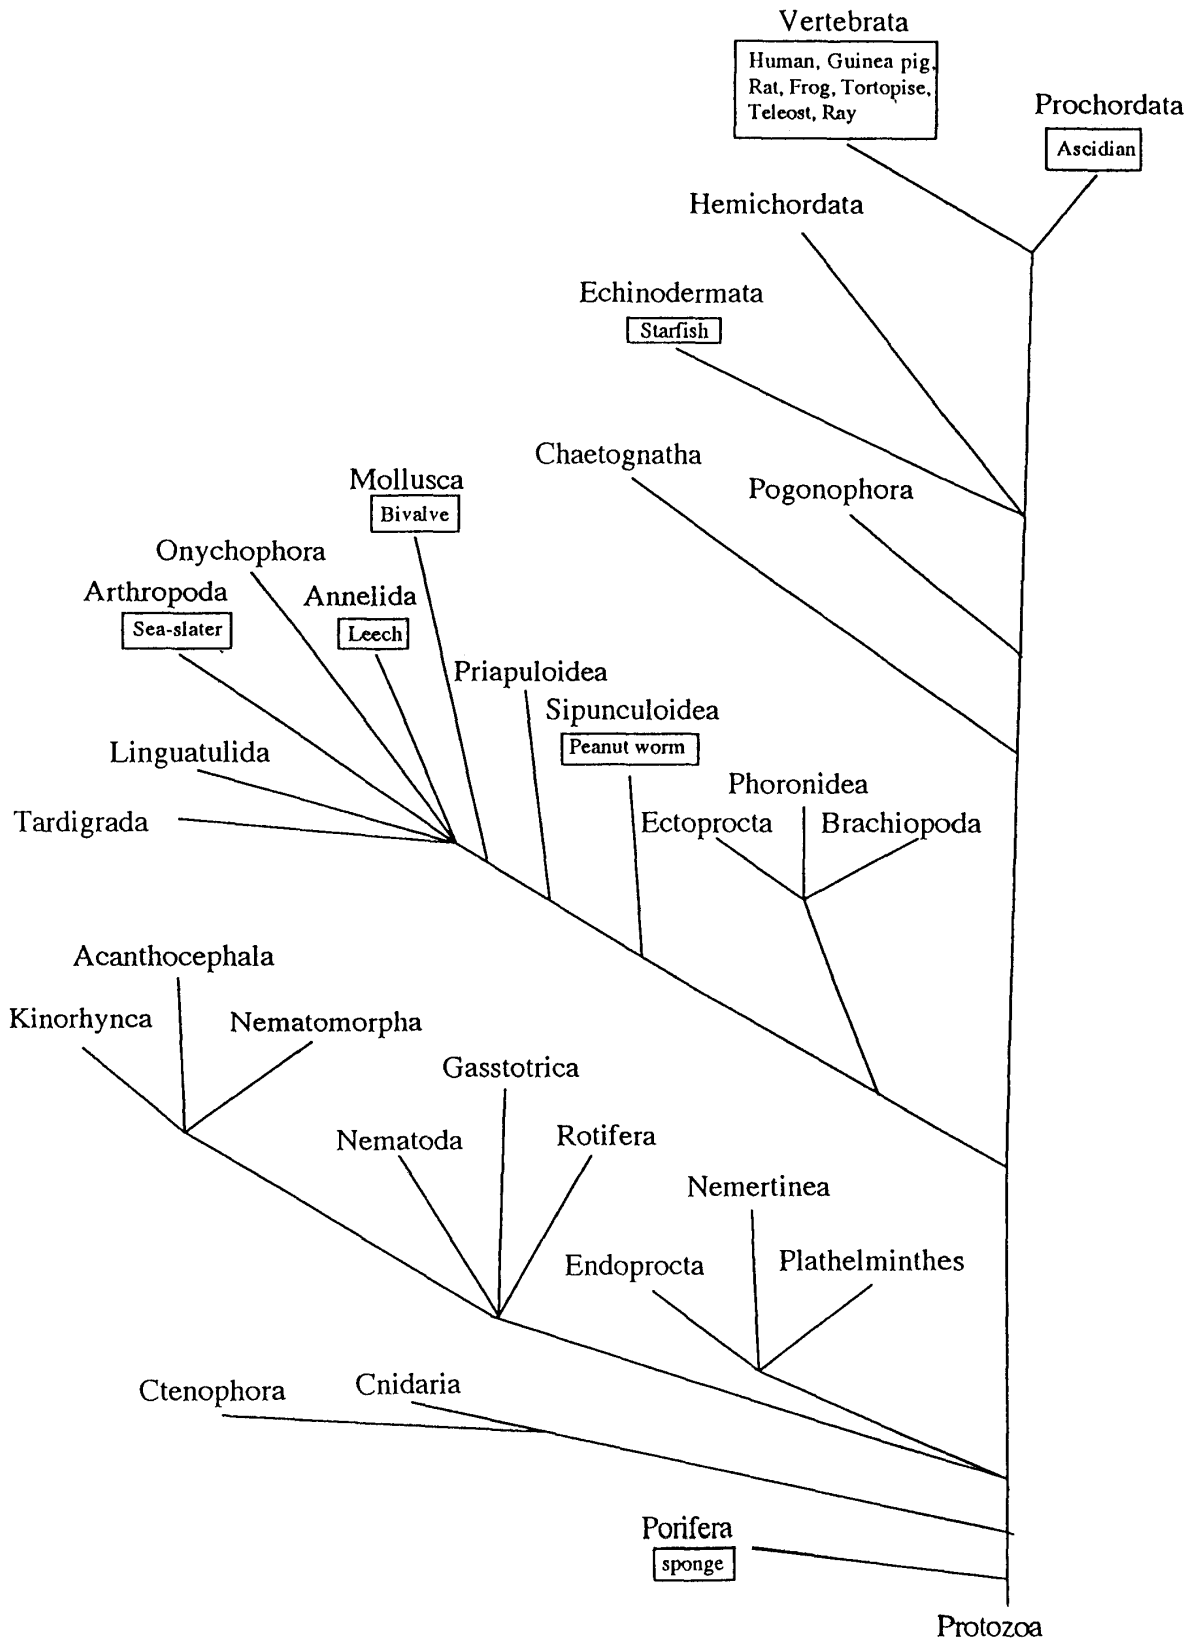 Vertebrata
Human, Guinea pig,
Rat, Frog, Tortopise,
Teleost, Ray
Prochordata
Ascidian
Hemichordata
Echinodermata
Starfish
Chaetognatha
Pogonophora
Mollusca
Bivalve
Onychophora
Arthropoda
Sea-slater
Annelida
Leech
Priapuloidea
Sipunculoidea
Peanut worm
Linguatulida
Tardigrada
Phoronidea
Ectoprocta
Brachiopoda
Acanthocephala
Kinorhynca
Nematomorpha
Gasstotrica
Nematoda
Rotifera
Nemertinea
Endoprocta
Plathelminthes
Ctenophora
Cnidaria
Porifera
sponge
Protozoa